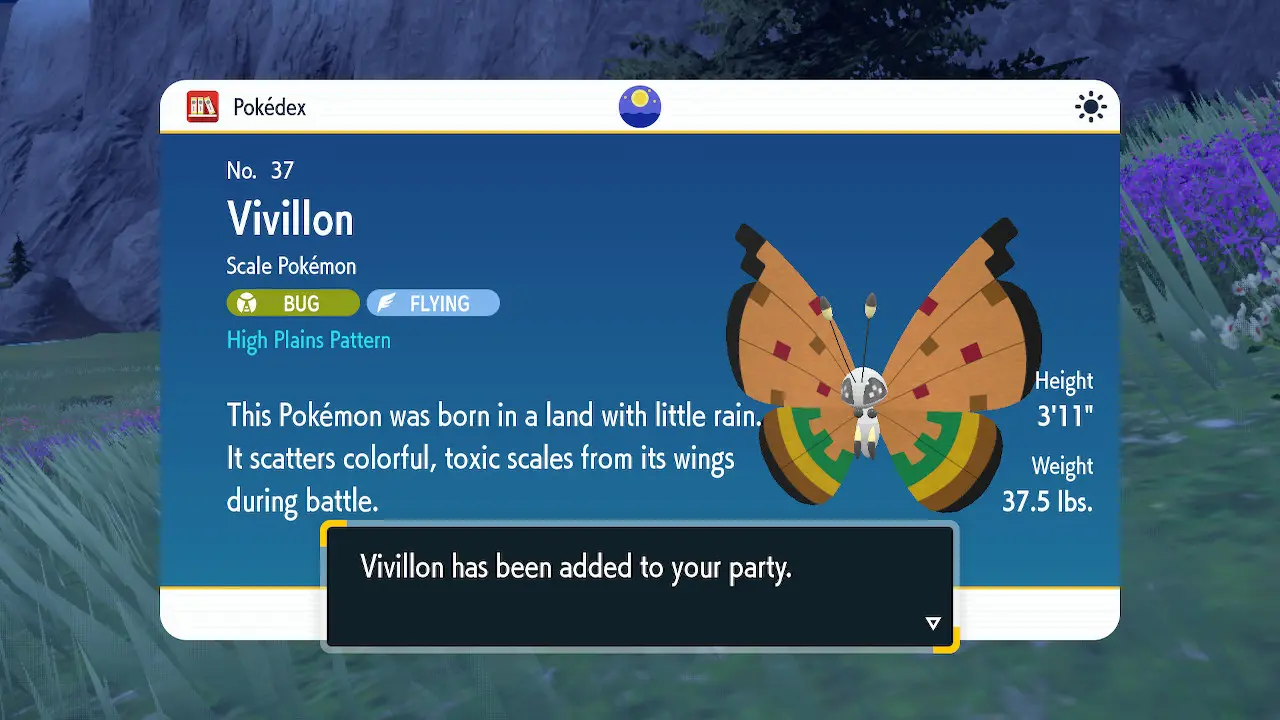 Pokédex
No. 37
Vivillon
Scale Pokémon
BUG FLYING
High Plains Pattern
This Pokémon was born in a land with little rain.
It scatters colorful, toxic scales from its wings
during battle.
Height
3'11"
Weight
37.5 lbs.
Vivillon has been added to your party.